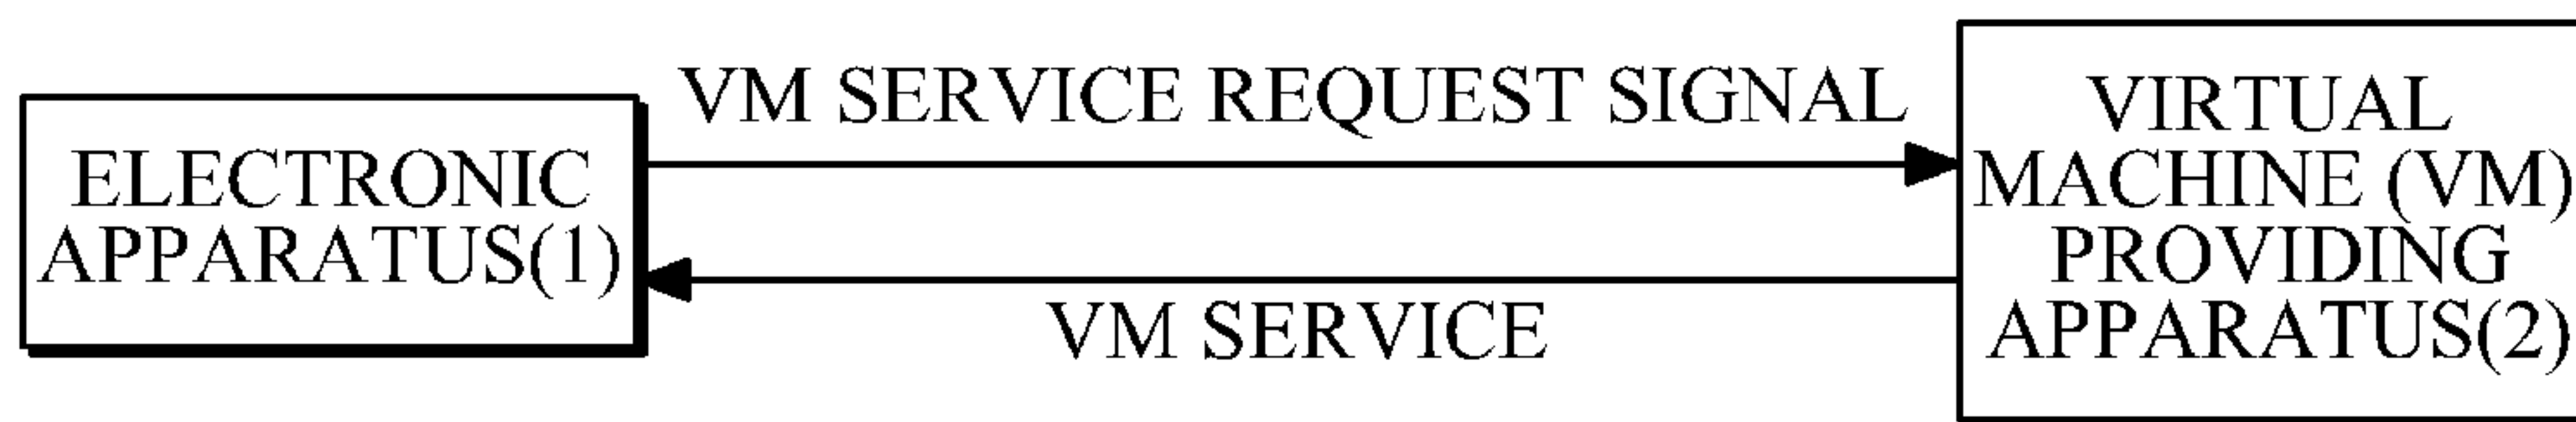 ELECTRONIC
APPARATUS(1)
VM SERVICE REQUEST SIGNAL
VM SERVICE
VIRTUAL
MACHINE (VM)
PROVIDING
APPARATUS(2)